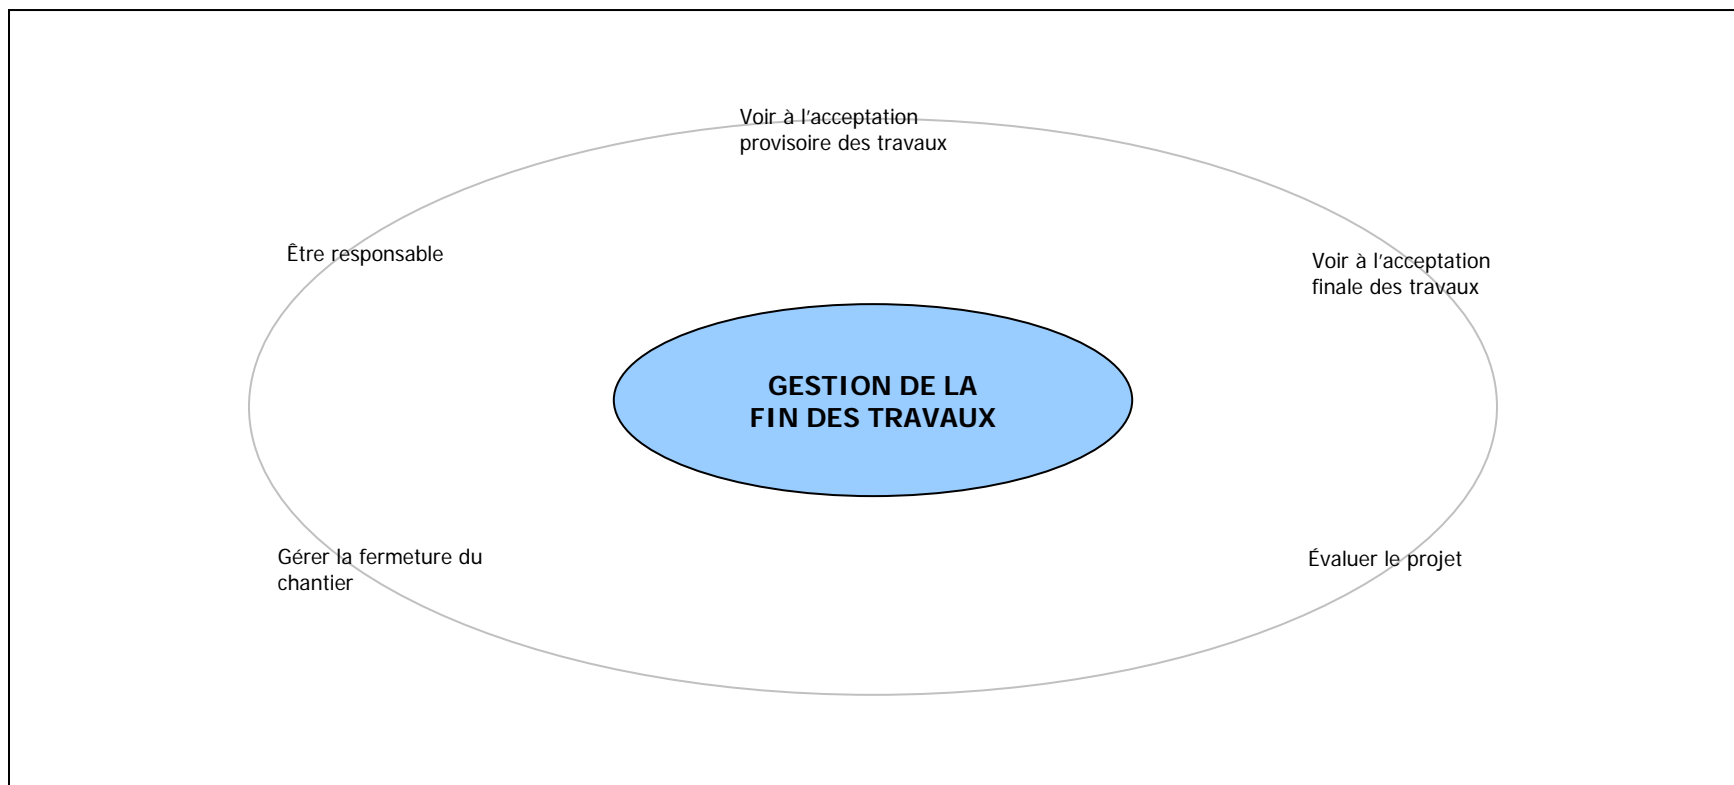 Voir à l'acceptation
provisoire des travaux
Être responsable
Voir à l'acceptation
finale des travaux
GESTION DE LA
FIN DES TRAVAUX
Gérer la fermeture du
chantier
Évaluer le projet